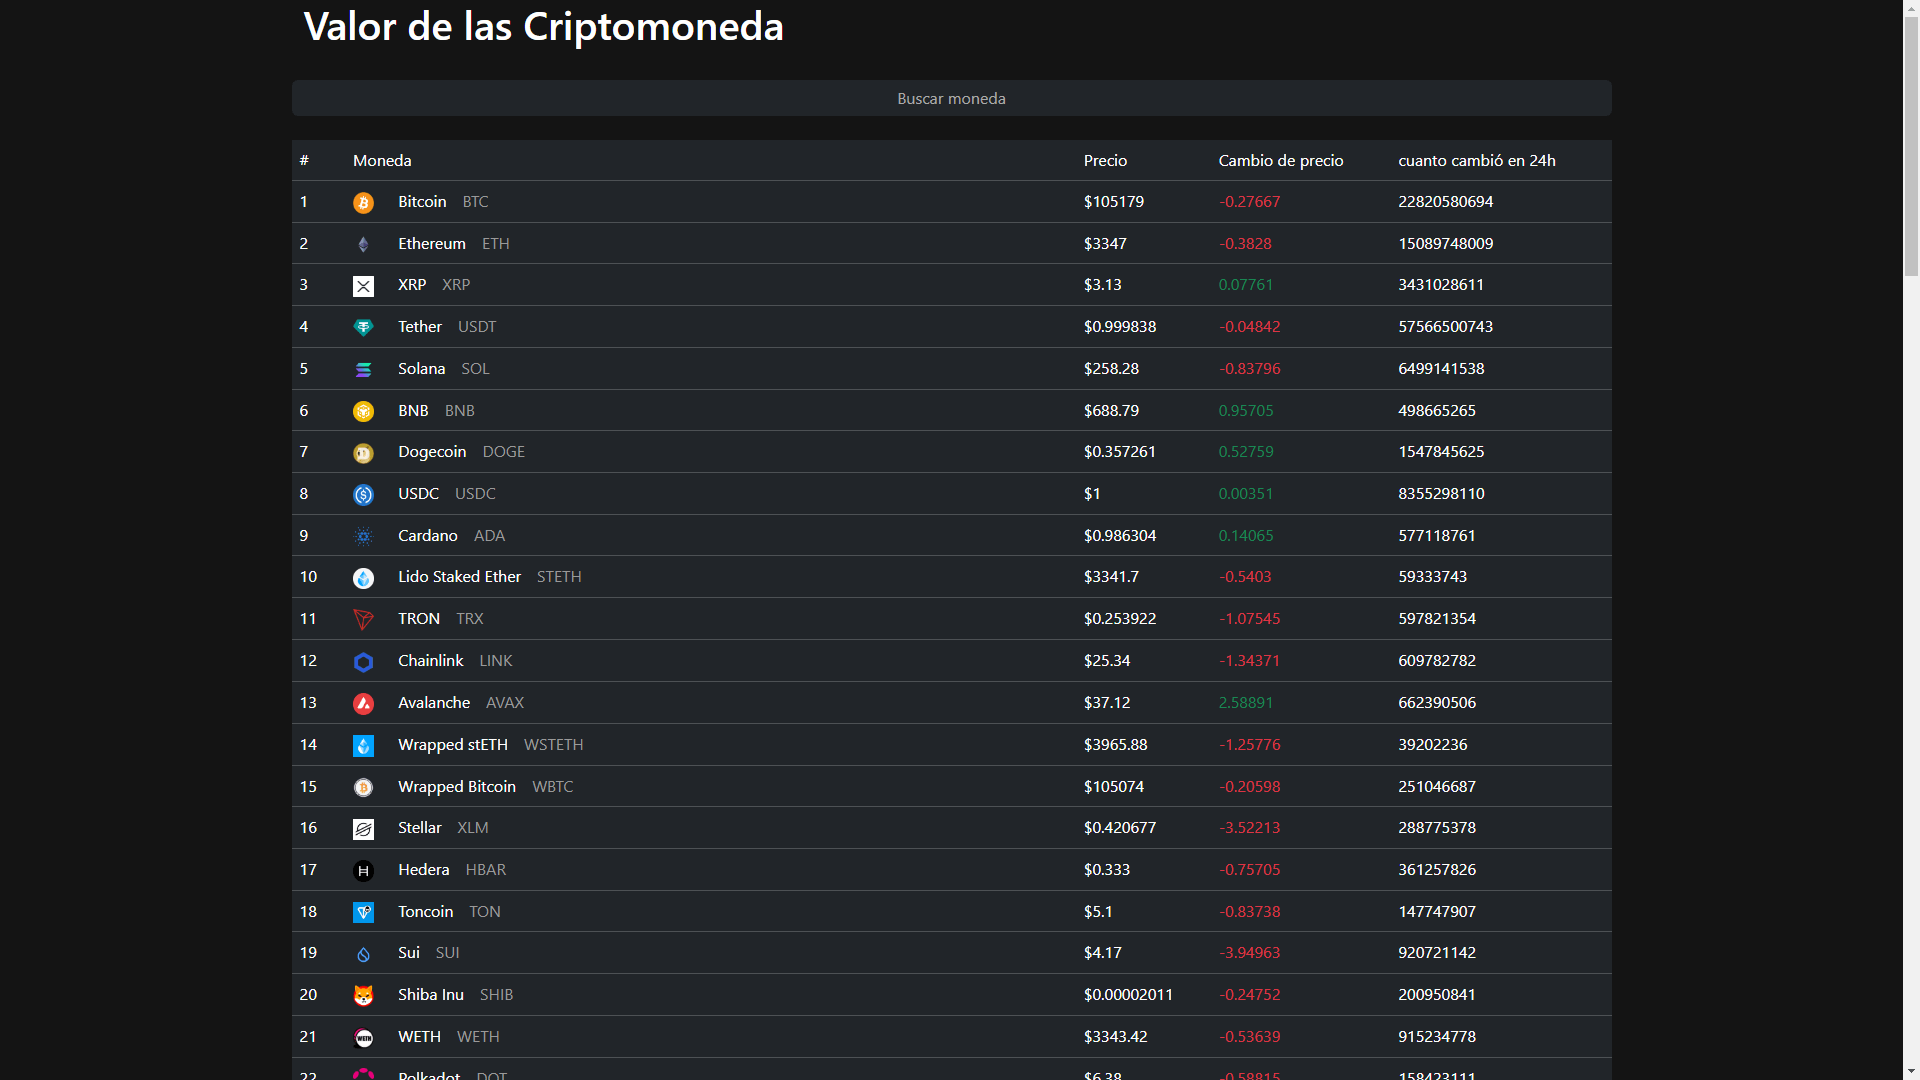 Valor de las Criptomoneda
Buscar moneda
# Moneda Precio Cambio de precio cuanto cambió en 24h
1 Bitcoin BTC $105179 -0.27667 22820580694
2 Ethereum ETH $3347 -0.3828 15089748009
3 XRP XRP $3.13 0.07761 3431028611
4 Tether USDT $0.999838 -0.04842 57566500743
5 Solana SOL $258.28 -0.83796 6499141538
6 BNB BNB $688.79 0.95705 498665265
7 Dogecoin DOGE $0.357261 0.52759 1547845625
8 USDC USDC $1 0.00351 8355298110
9 Cardano ADA $0.986304 0.14065 577118761
10 Lido Staked Ether STETH $3341.7 -0.5403 59333743
11 TRON TRX $0.253922 -1.07545 597821354
12 Chainlink LINK $25.34 -1.34371 609782782
13 Avalanche AVAX $37.12 2.58891 662390506
14 Wrapped stETH WSTETH $3965.88 -1.25776 39202236
15 Wrapped Bitcoin WBTC $105074 -0.20598 251046687
16 Stellar XLM $0.420677 -3.52213 288775378
17 Hedera HBAR $0.333 -0.75705 361257826
18 Toncoin TON $5.1 -0.83738 147747907
19 Sui SUI $4.17 -3.94963 920721142
20 Shiba Inu SHIB $0.00002011 -0.24752 200950841
21 WETH WETH $3343.42 -0.53639 915234778
22 Polkadot DOT $6.38 -0.58815 158423111